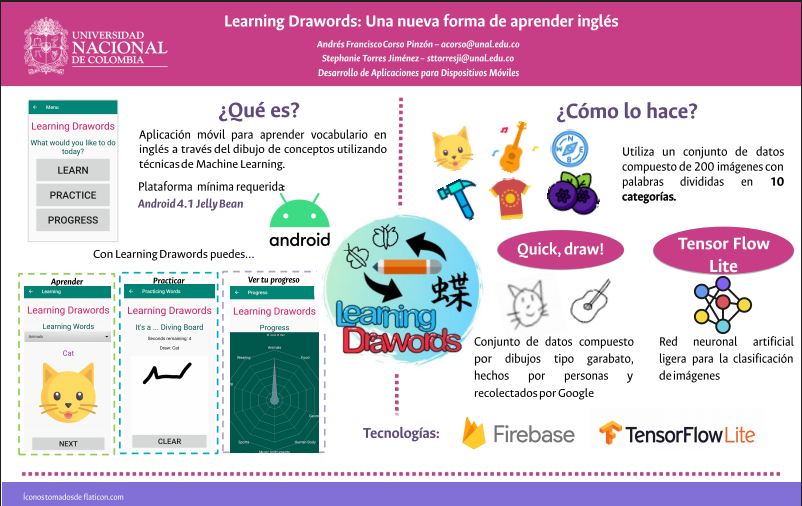 UNIVERSIDAD
NACIONAL
DE COLOMBIA
Learning Drawords: Una nueva forma de aprender inglés
Andrés Francisco Corso Pinzón – acorso@unal.edu.co
Stephanie Torres Jiménez – sttorresji@unal.edu.co
Desarrollo de Aplicaciones para Dispositivos Móviles
¿Qué es?
Aplicación móvil para aprender vocabulario en
inglés a través del dibujo de conceptos utilizando
técnicas de Machine Learning.
Plataforma mínima requerida:
Android 4.1 Jelly Bean
android
Menu
Learning Drawords
What would you like to do
today?
LEARN
PRACTICE
PROGRESS
Con Learning Drawords puedes...
Aprender
Learning
Learning Drawords
Learning Words
Animals
Cat
NEXT
Practicar
Practicing Words
Learning Drawords
It's a ... Diving Board
Seconds remaining: 4
Draw: Cat
CLEAR
Ver tu progreso
Progress
Learning Drawords
Progress
Animals
Food
Human Body
Sports
蝶
Learning
Drawords
¿Cómo lo hace?
Utiliza un conjunto de datos
compuesto de 200 imágenes con
palabras divididas en 10
categorías.
N
E
S
Quick, draw!
Conjunto de datos compuesto
por dibujos tipo garabato,
hechos por personas y
recolectados por Google
Tensor Flow
Lite
Red neuronal artificial
ligera para la clasificación
de imágenes
Tecnologías:
Firebase
TensorFlow Lite
Íconos tomados de flaticon.com